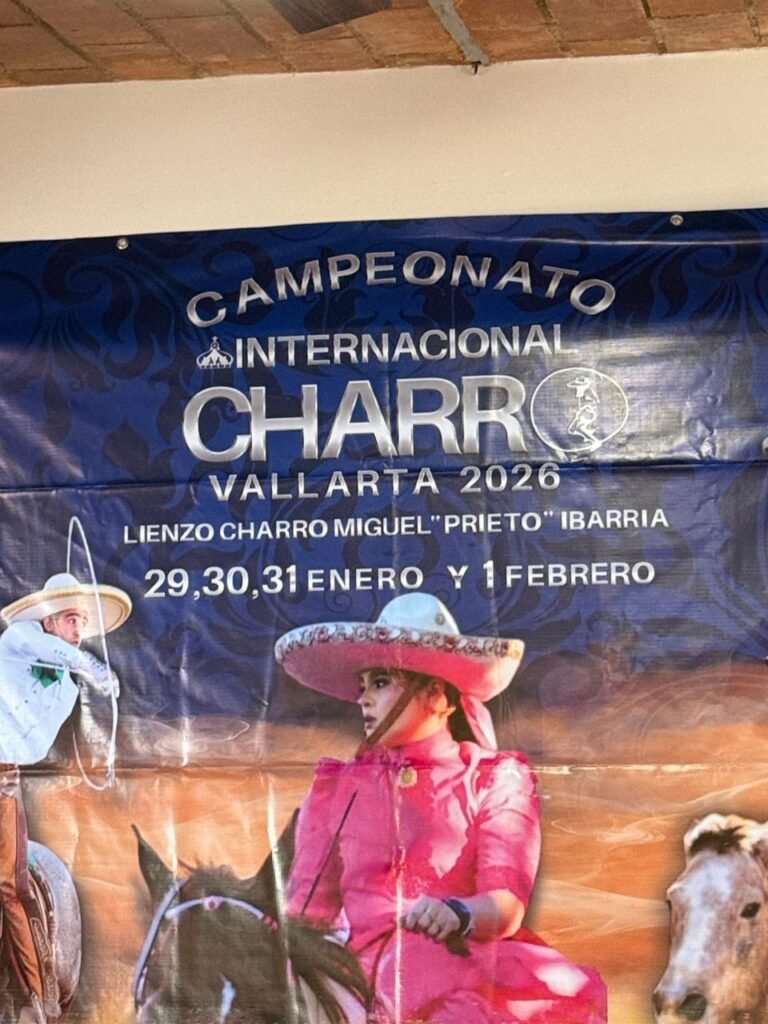 CAMPEONATO
INTERNACIONAL
CHARRO
VALLARTA 2026
LIENZO CHARRO MIGUEL"PRIETO" IBARRIA
29,30,31 ENERO Y 1 FEBRERO